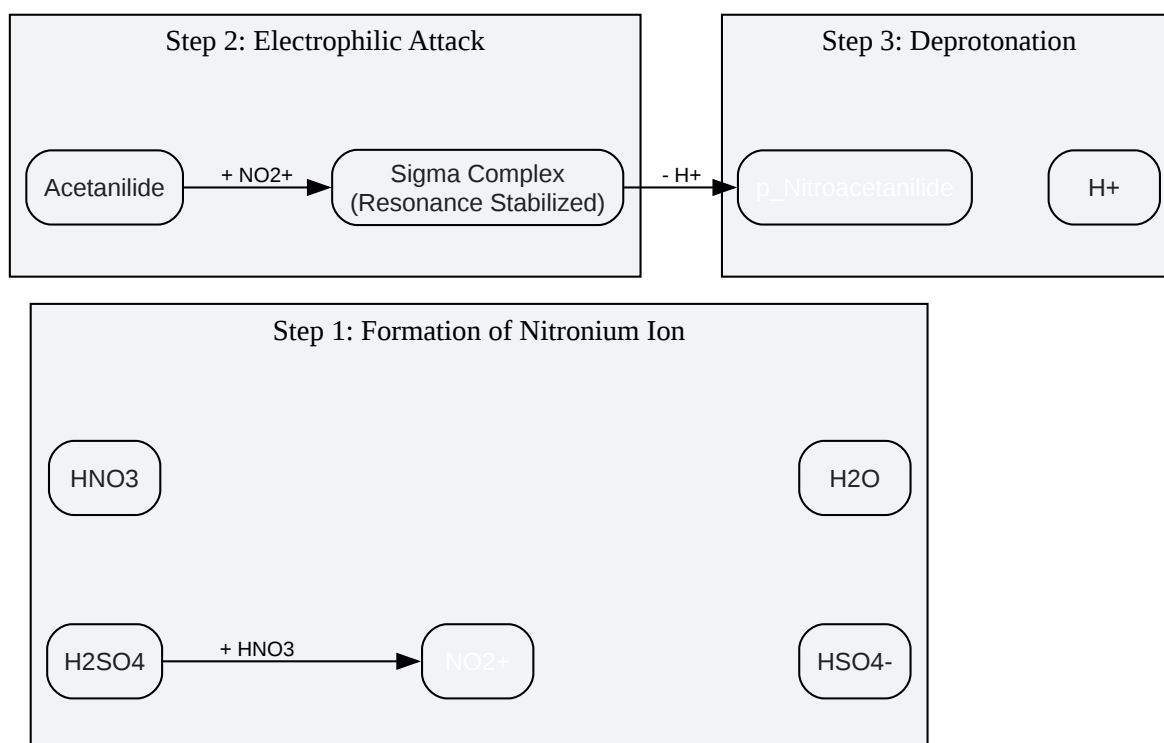 Step 2: Electrophilic Attack
Step 3: Deprotonation
Acetanilide
+ NO2+
Sigma Complex
(Resonance Stabilized)
- H+
p_Nitroacetanilide
H+
Step 1: Formation of Nitronium Ion
HNO3
H2O
H2SO4
+ HNO3
NO2+
HSO4-